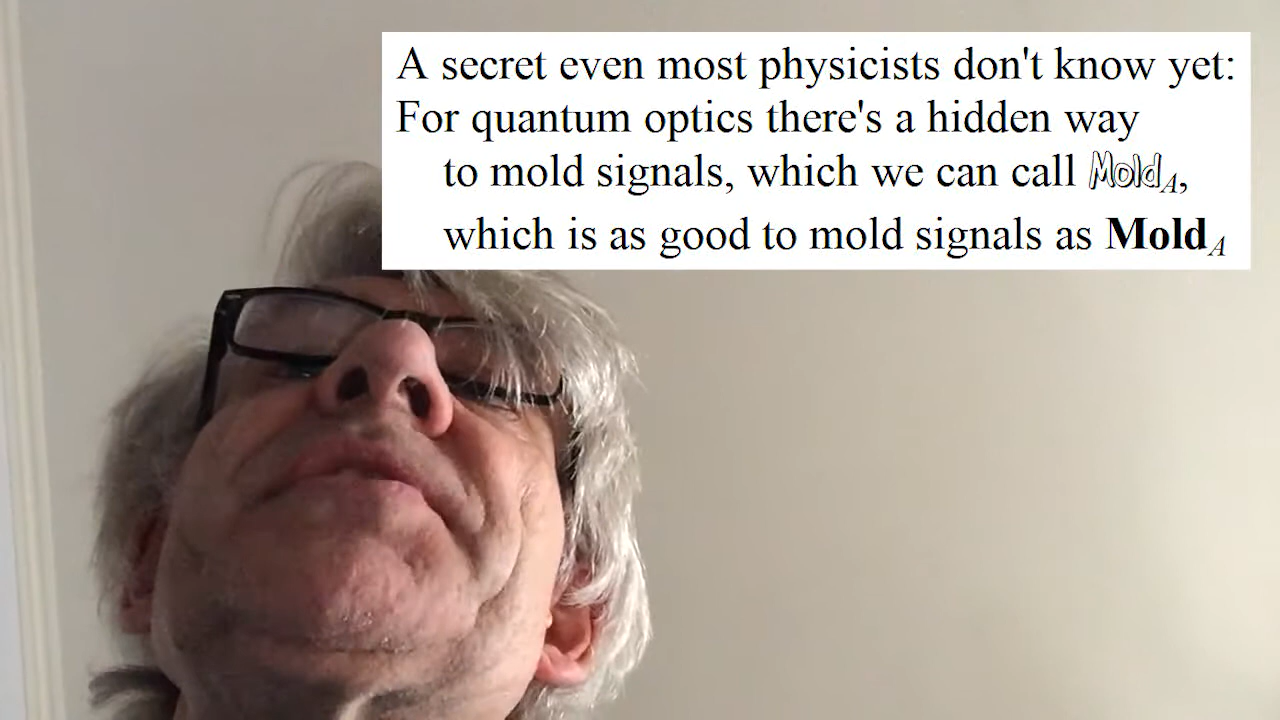 A secret even most physicists don't know yet:
For quantum optics there's a hidden way
to mold signals, which we can call Mold_A,
which is as good to mold signals as Mold_A